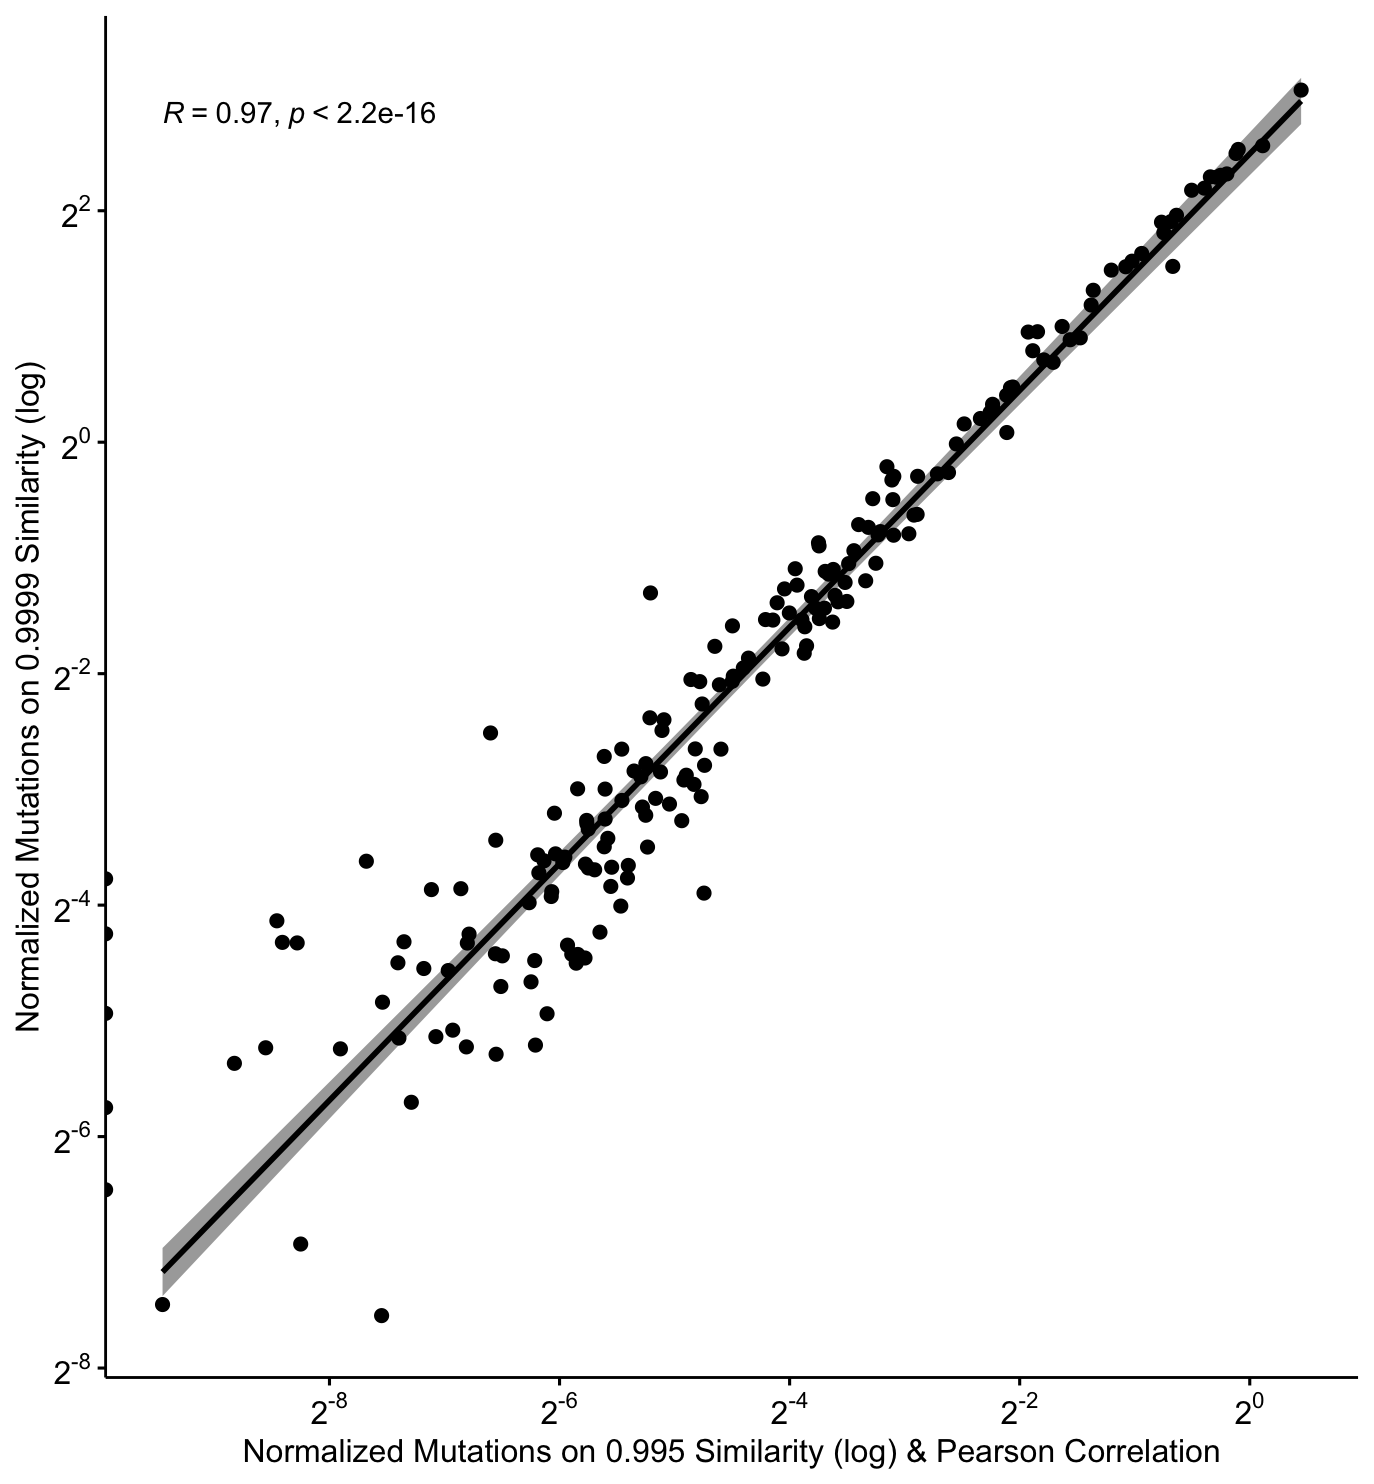 R = 0.97, p < 2.2e-16
Normalized Mutations on 0.9999 Similarity (log)
2^2
2^0
2^-2
2^-4
2^-6
2^-8
2^-8 2^-6 2^-4 2^-2 2^0
Normalized Mutations on 0.995 Similarity (log) & Pearson Correlation